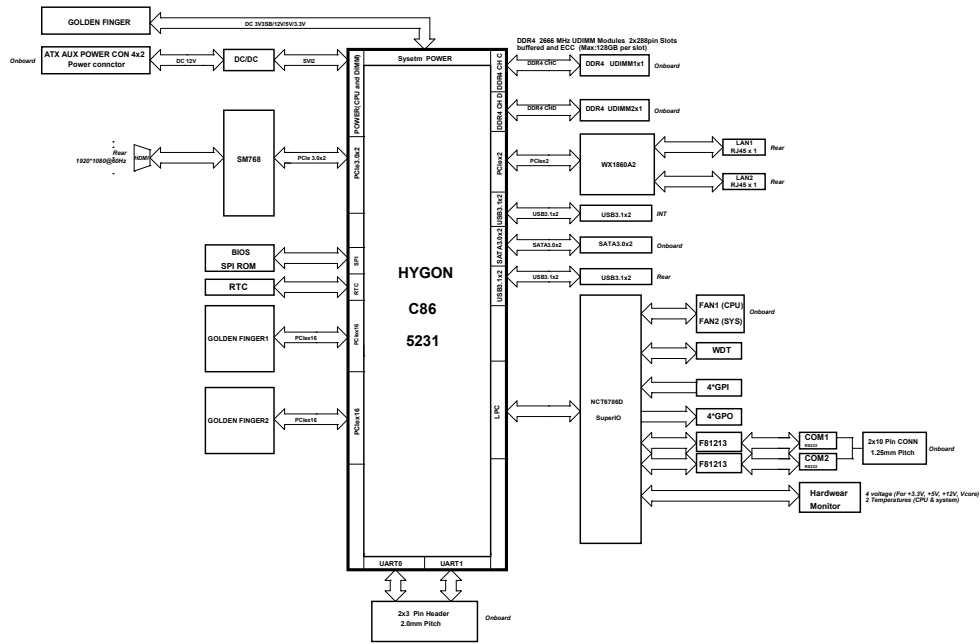 GOLDEN FINGER
DC 3V3SB/12V/5V/3.3V
ATX AUX POWER CON 4x2
Power connctor
Onboard
DC 12V
DC/DC
SVI2
Sysetm POWER
POWER(CPU and DIMM)
DDR4 2666 MHz UDIMM Modules 2x288pin Slots
buffered and ECC (Max:128GB per slot)
DDR4 CH C
DDR4 CHC
DDR4 UDIMM1x1
Onboard
DDR4 CH D
DDR4 CHD
DDR4 UDIMM2x1
Onboard
Rear
1920*1080@60Hz
HDMI
SM768
PCIe 3.0x2
PCIe3.0x2
PCIex2
PCIex2
WX1860A2
LAN1
RJ45 x 1
Rear
LAN2
RJ45 x 1
Rear
USB3.1x2
USB3.1x2
USB3.1x2
INT
SATA3.0x2
SATA3.0x2
SATA3.0x2
Onboard
USB3.1x2
USB3.1x2
USB3.1x2
Rear
BIOS
SPI ROM
SPI
RTC
RTC
HYGON
C86
5231
GOLDEN FINGER1
PCIex16
PCIex16
GOLDEN FINGER2
PCIex16
PCIex16
LPC
NCT6786D
SuperIO
FAN1 (CPU)
FAN2 (SYS)
Onboard
WDT
4*GPI
4*GPO
F81213
COM1
RS232
F81213
COM2
RS232
2x10 Pin CONN
1.25mm Pitch
Onboard
Hardwear
Monitor
4 voltage (For +3.3V, +5V, +12V, Vcore)
2 Temperatures (CPU & system)
UART0
UART1
2x3 Pin Header
2.0mm Pitch
Onboard